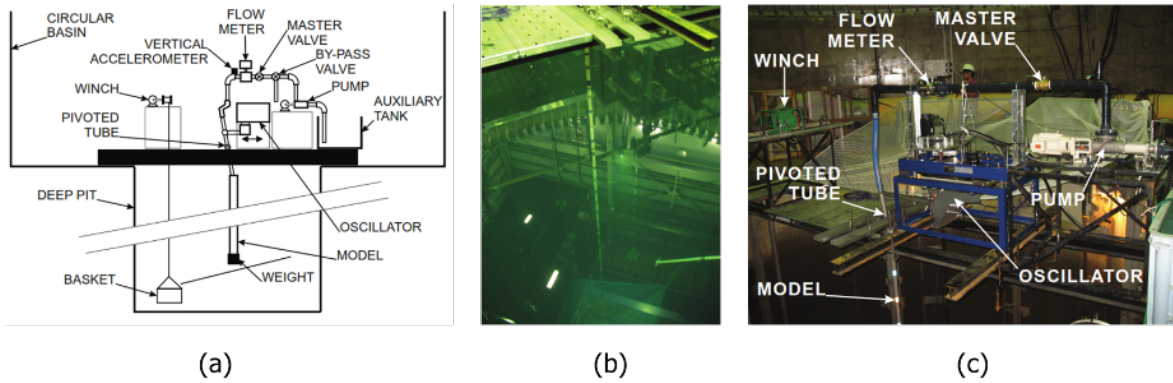 CIRCULAR
BASIN
FLOW
METER
MASTER
VALVE
VERTICAL
ACCELEROMETER
BY-PASS
VALVE
PUMP
WINCH
PIVOTED
TUBE
AUXILIARY
TANK
DEEP PIT
OSCILLATOR
MODEL
BASKET
WEIGHT
(a)
(b)
FLOW
METER
MASTER
VALVE
WINCH
PIVOTED
TUBE
PUMP
OSCILLATOR
MODEL
(c)